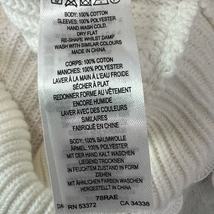 BODY: 100% COTTON
SLEEVES: 100% POLYESTER
HAND WASH COLD,
DRY FLAT
RE-SHAPE WHILST DAMP
WASH WITH SIMILAR COLOURS
MADE IN CHINA
CORPS: 100% COTON
MANCHES: 100% POLYESTER
LAVER À LA MAIN À L'EAU FROIDE
SÉCHER À PLAT
REDONNER FORME AU TEXTILE
ENCORE HUMIDE
LAVER AVEC DES COULEURS
SIMILAIRES
FABRIQUÉ EN CHINE
BODY: 100% BAUMWOLLE
ÄRMEL: 100% POLYESTER
MIT DER HAND KALT WASCHEN
LIEGENDTROCKNEN
IN FEUCHTEM ZUSTAND IN FORM
ZIEHEN
MIT ÄHNLICHEN FARBEN WASCHEN
HERGESTELLT IN CHINA
78RAE
RN 53372 CA 34338